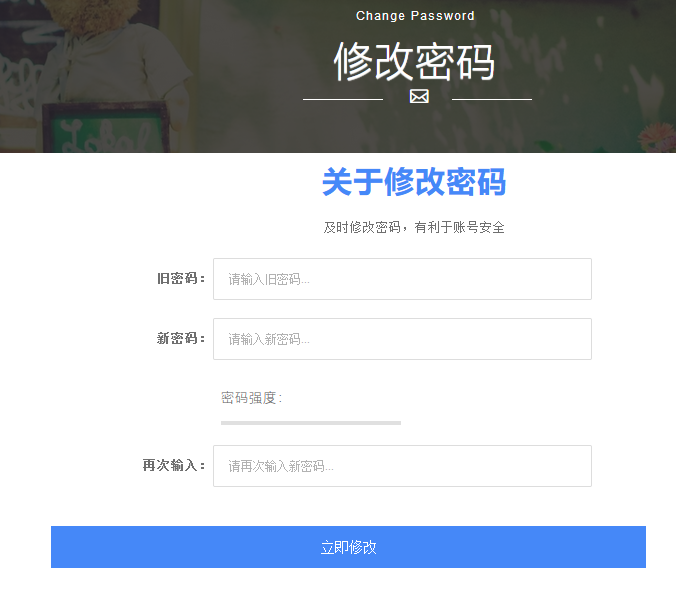 Change Password
修改密码
关于修改密码
及时修改密码，有利于账号安全
旧密码：
请输入旧密码...
新密码：
请输入新密码...
密码强度：
再次输入：
请再次输入新密码...
立即修改